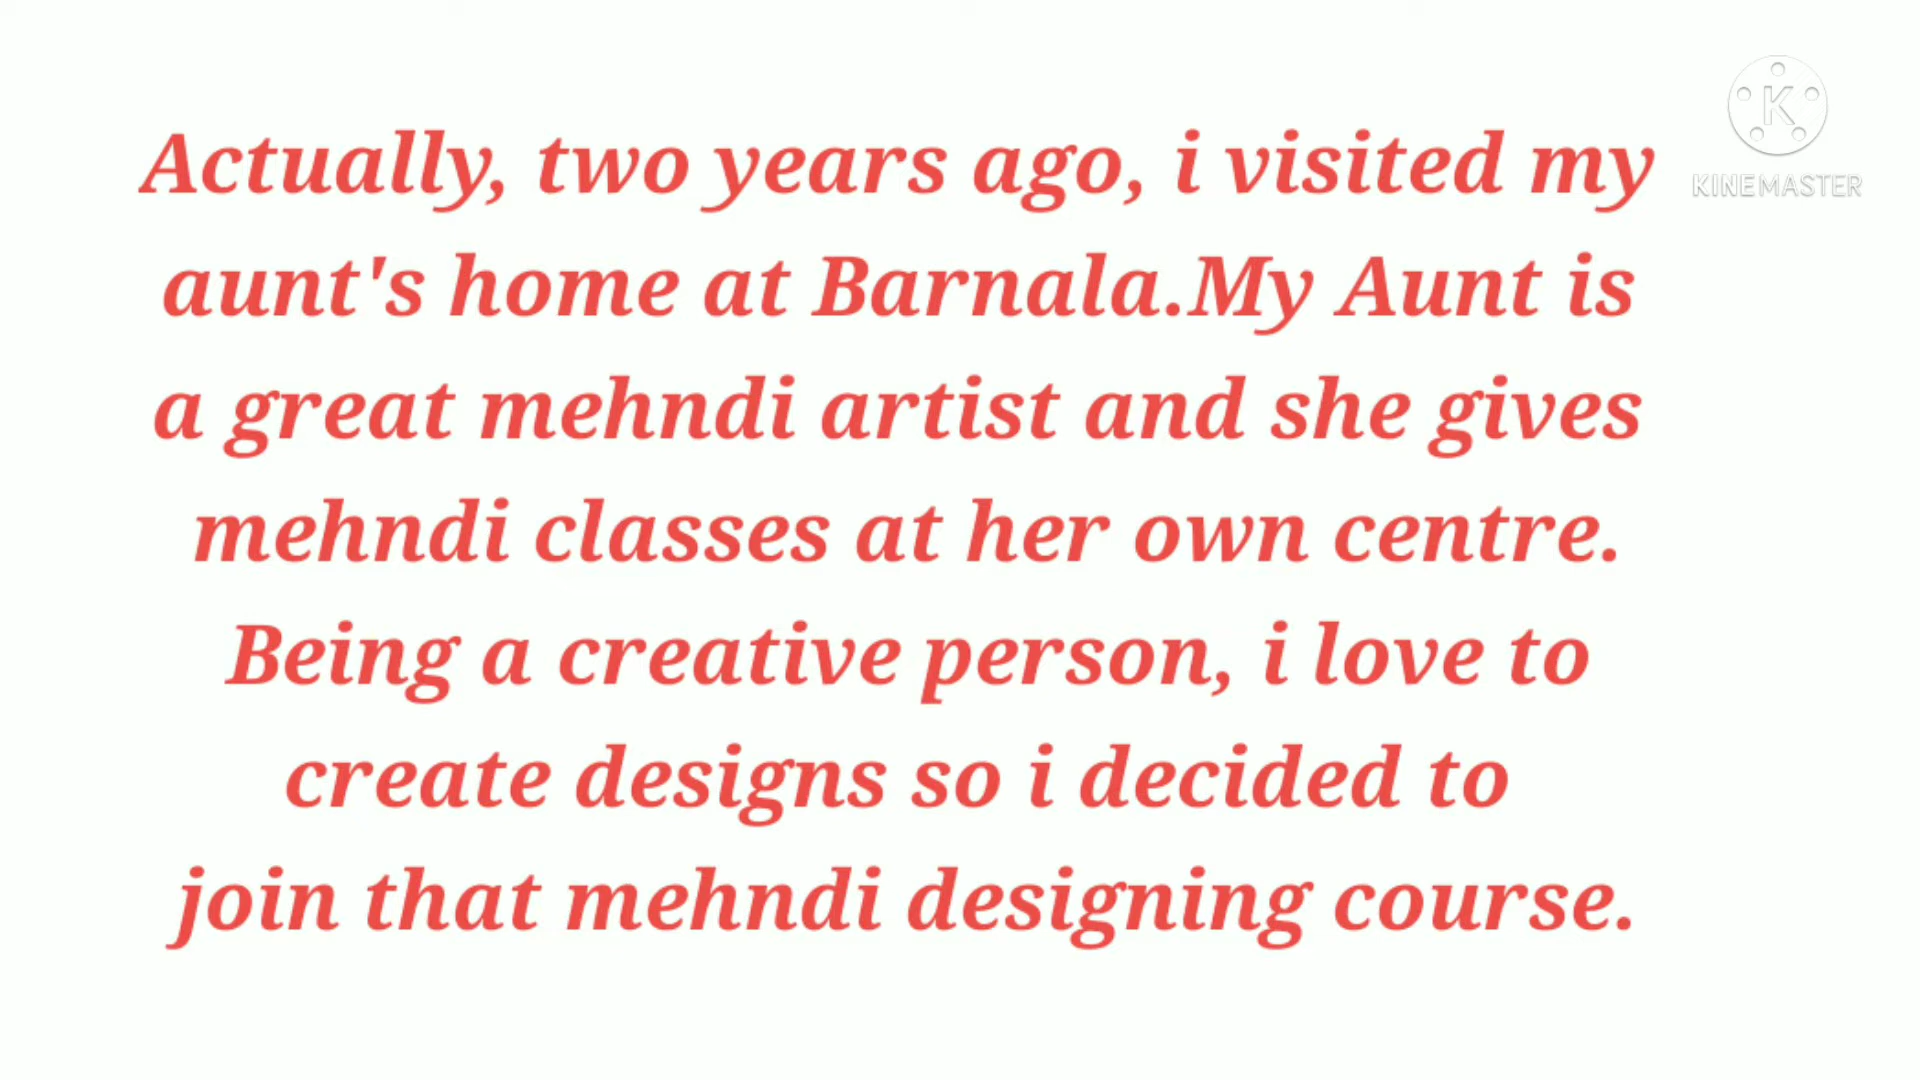 Actually, two years ago, i visited my
aunt's home at Barnala.My Aunt is
a great mehndi artist and she gives
mehndi classes at her own centre.
Being a creative person, i love to
create designs so i decided to
join that mehndi designing course.
K
KINEMASTER